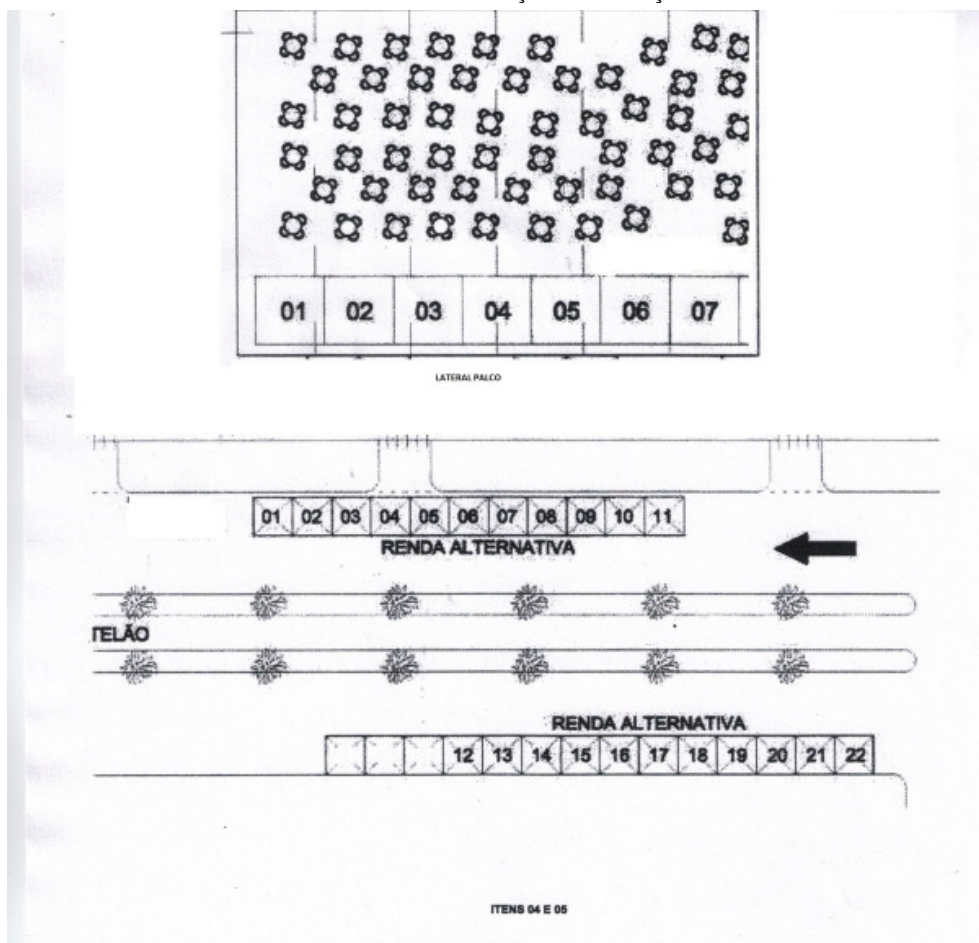 01 02 03 04 05 06 07
LATERAL PALCO
01 02 03 04 05 06 07 08 09 10 11
RENDA ALTERNATIVA
TELÃO
RENDA ALTERNATIVA
12 13 14 15 16 17 18 19 20 21 22
ITENS 04 E 05